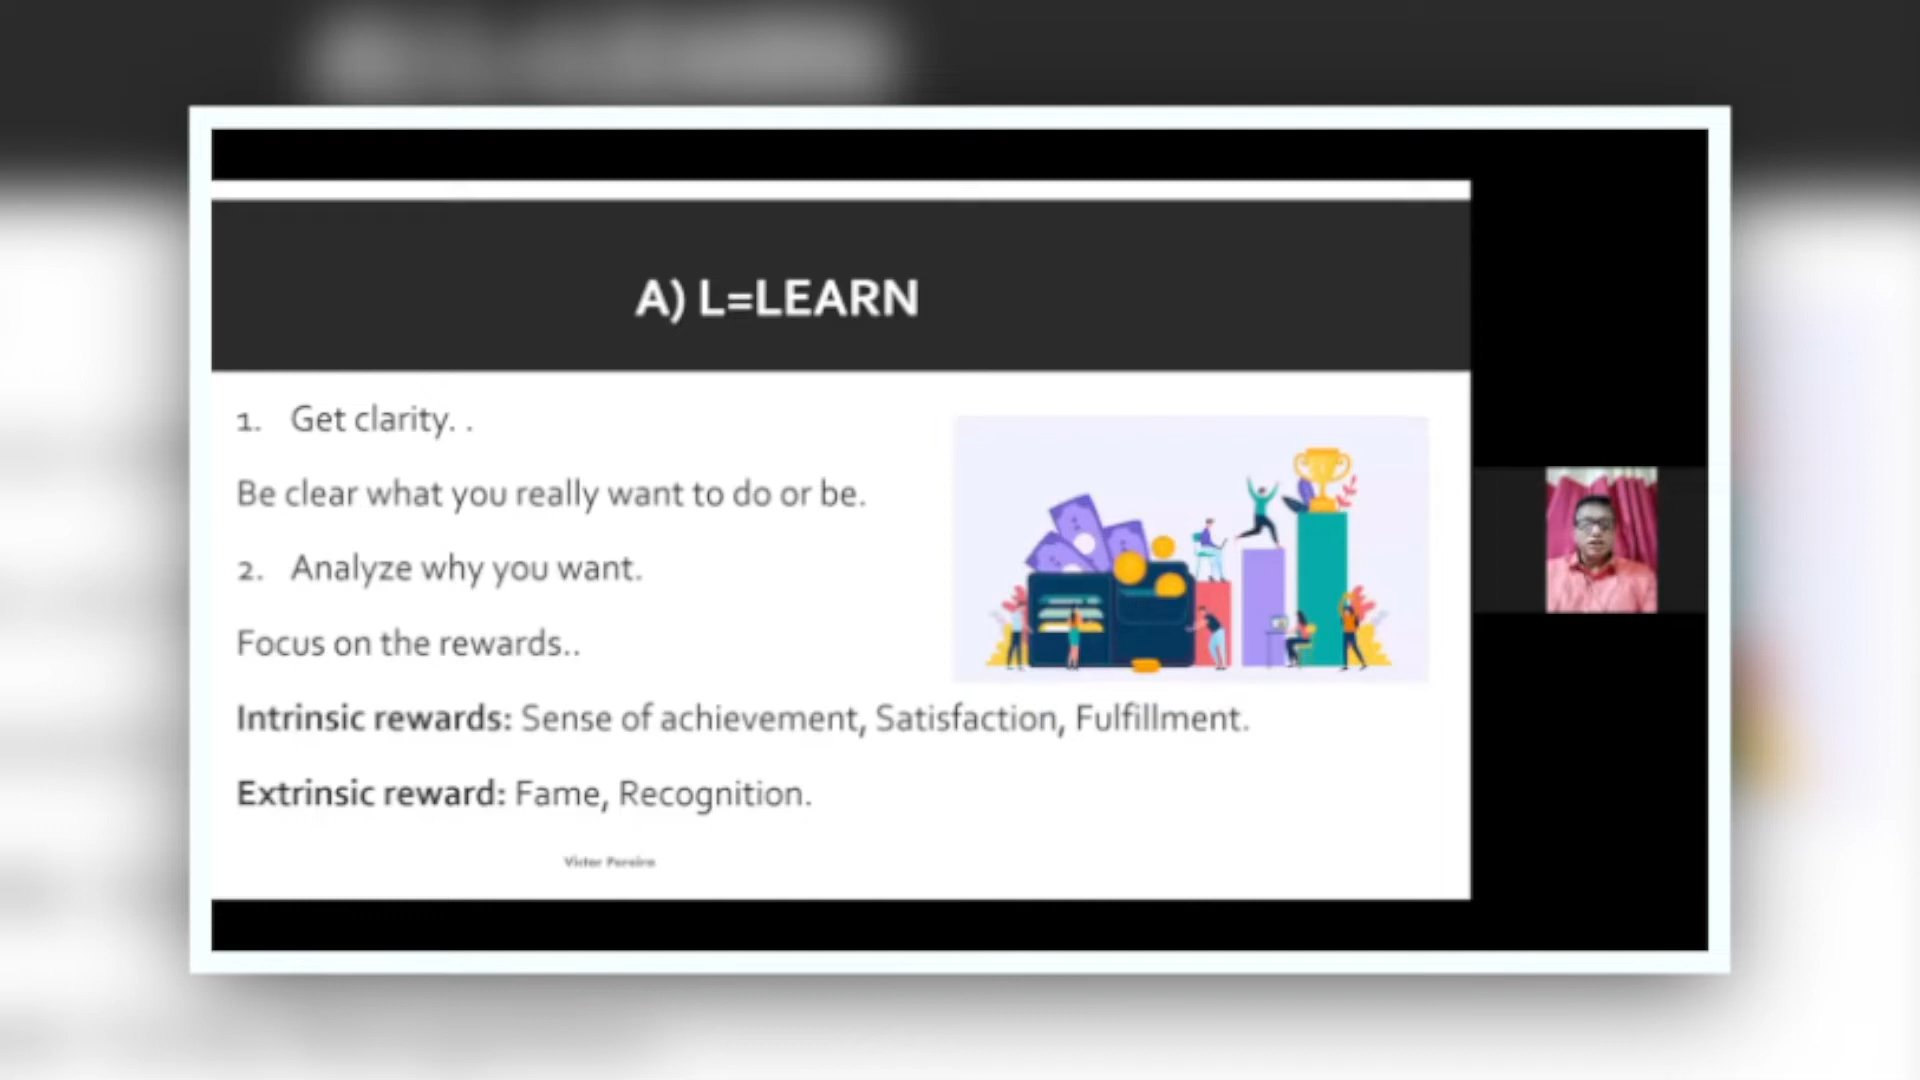 A) L=LEARN
1. Get clarity. .
Be clear what you really want to do or be.
2. Analyze why you want.
Focus on the rewards..
Intrinsic rewards: Sense of achievement, Satisfaction, Fulfillment.
Extrinsic reward: Fame, Recognition.
Victor Pereira